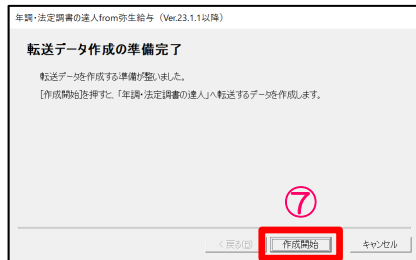 年調・法定調書の達人from弥生給与（Ver.23.1.1以降）
転送データ作成の準備完了
転送データを作成する準備が整いました。
[作成開始]を押すと、「年調・法定調書の達人」へ転送するデータを作成します。
⑦
<戻る(B) 作成開始 キャンセル